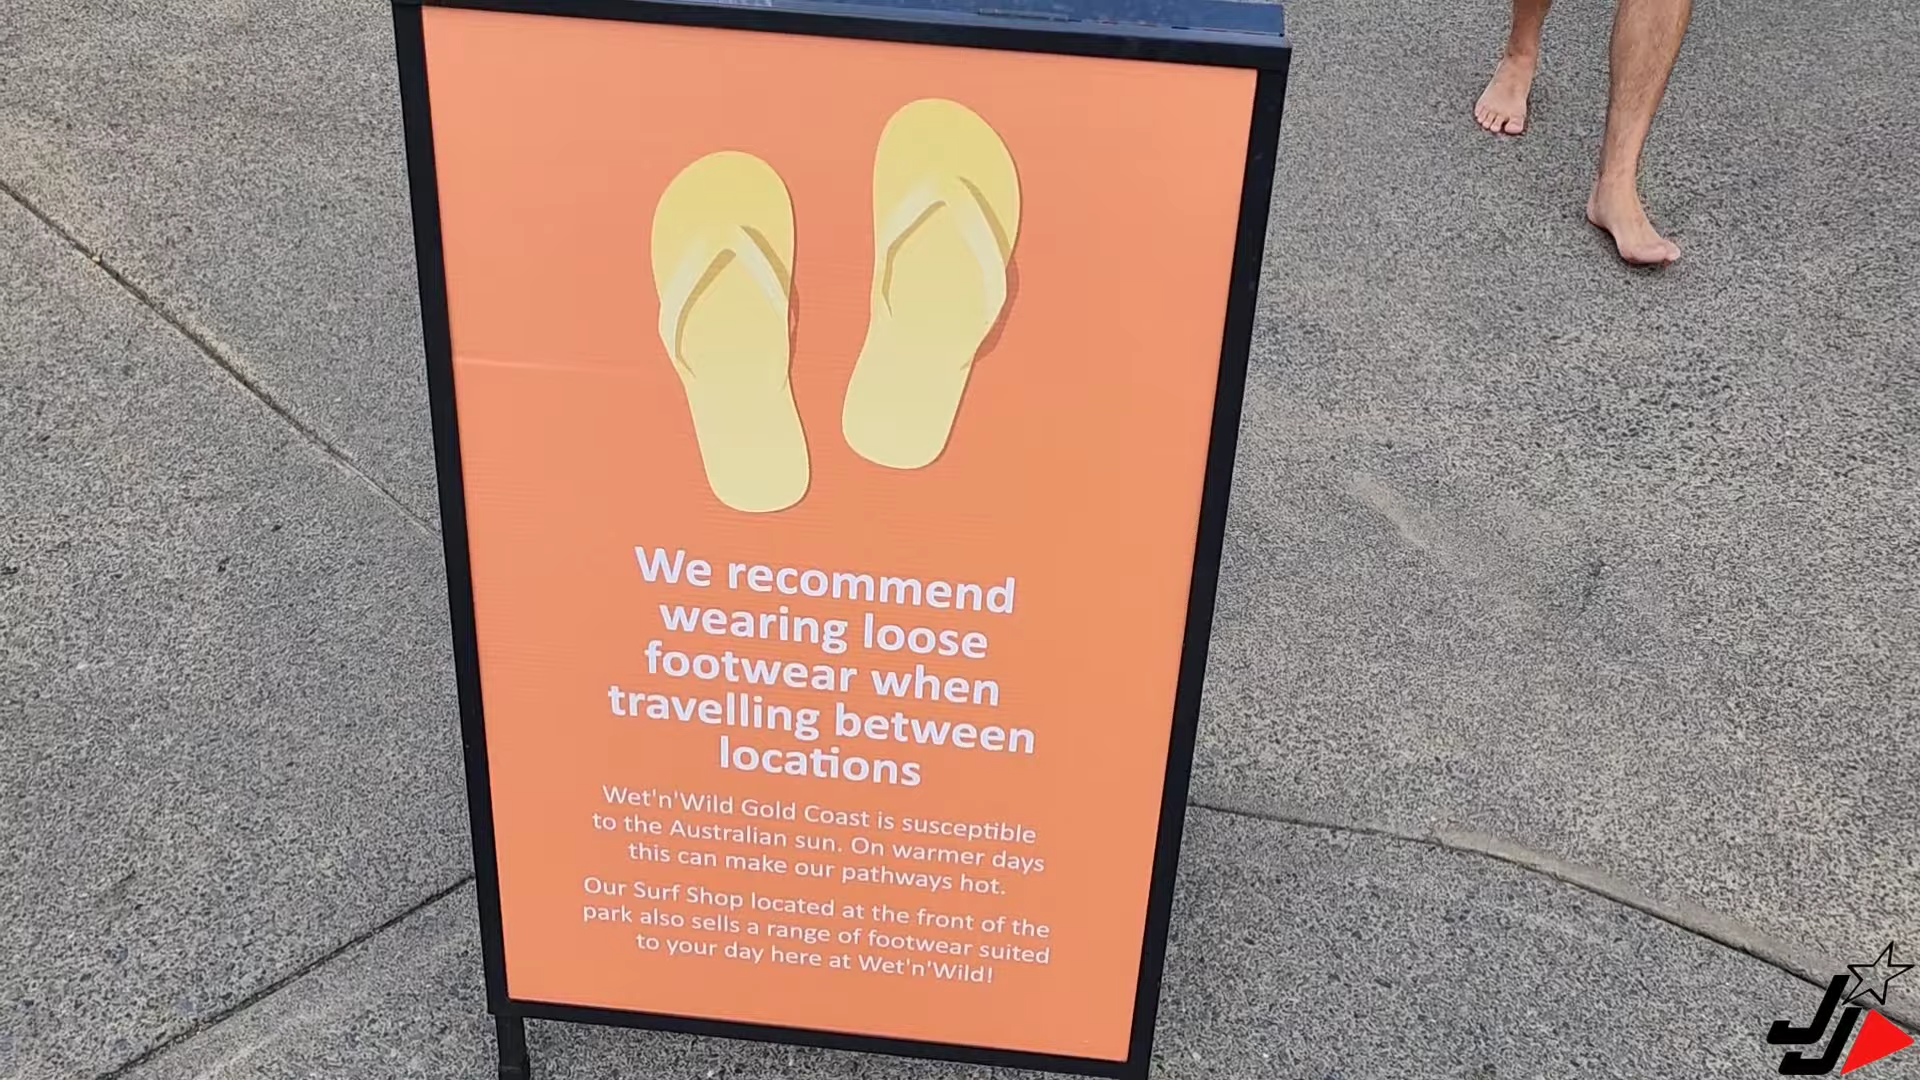 We recommend
wearing loose
footwear when
travelling between
locations
Wet'n'Wild Gold Coast is susceptible
to the Australian sun. On warmer days
this can make our pathways hot.
Our Surf Shop located at the front of the
park also sells a range of footwear suited
to your day here at Wet'n'Wild!
JJ